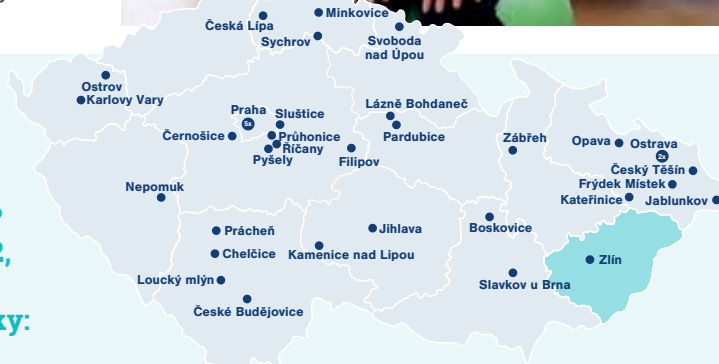 Minkovice
Česká Lípa
Sychrov
Svoboda
nad Úpou
Ostrov
Karlovy Vary
Praha
5x
Sluštice
Lázně Bohdaneč
Pardubice
Černošice
Průhonice
Říčany
Pyšely
Filipov
Zábřeh
Opava
Ostrava
2x
Český Těšín
Frýdek Místek
Kateřinice
Jablunkov
Nepomuk
Prácheň
Chelčice
Kamenice nad Lipou
Jihlava
Boskovice
Zlín
Loucký mlýn
Slavkov u Brna
České Budějovice
ky: